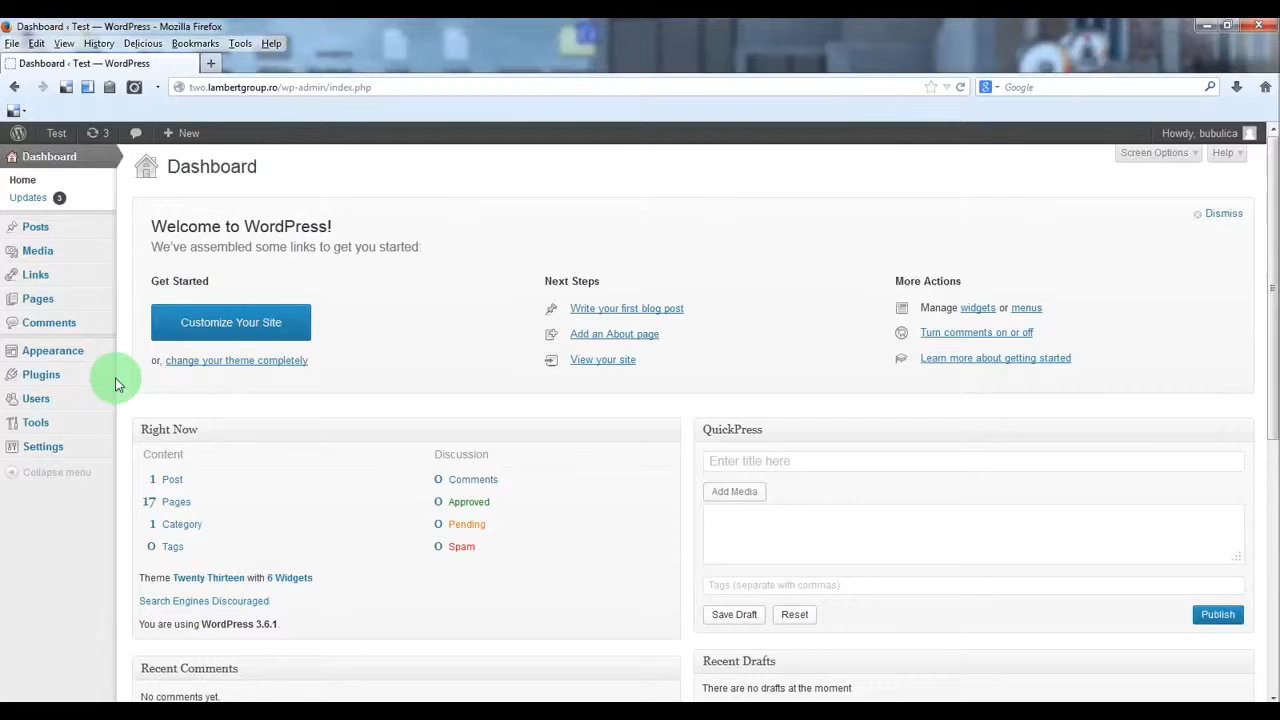 Dashboard ‹ Test — WordPress - Mozilla Firefox
File Edit View History Delicious Bookmarks Tools Help
Dashboard ‹ Test — WordPress
two.lambertgroup.ro/wp-admin/index.php
Google
Test 3 New
Howdy, bubulica
Dashboard
Home
Updates 3
Posts
Media
Links
Pages
Comments
Appearance
Plugins
Users
Tools
Settings
Collapse menu
Screen Options Help
Dashboard
Dismiss
Welcome to WordPress!
We've assembled some links to get you started:
Get Started
Customize Your Site
or, change your theme completely
Next Steps
Write your first blog post
Add an About page
View your site
More Actions
Manage widgets or menus
Turn comments on or off
Learn more about getting started
Right Now
Content
1 Post
17 Pages
1 Category
0 Tags
Discussion
0 Comments
0 Approved
0 Pending
0 Spam
Theme Twenty Thirteen with 6 Widgets
Search Engines Discouraged
You are using WordPress 3.6.1.
Recent Comments
No comments yet.
QuickPress
Enter title here
Add Media
Tags (separate with commas)
Save Draft Reset Publish
Recent Drafts
There are no drafts at the moment